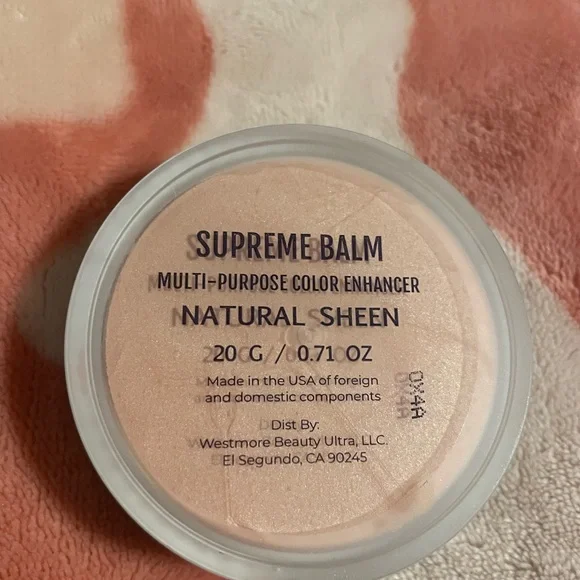 SUPREME BALM
MULTI-PURPOSE COLOR ENHANCER
NATURAL SHEEN
20 G // 0.71 OZ
Made in the USA of foreign
and domestic components
0X4A
Dist By:
Westmore Beauty Ultra, LLC.
El Segundo, CA 90245